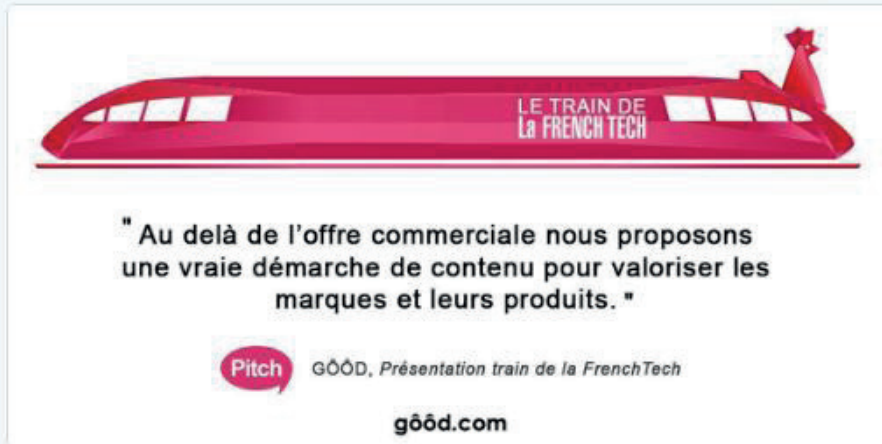 LE TRAIN DE
La FRENCH TECH
" Au delà de l'offre commerciale nous proposons
une vraie démarche de contenu pour valoriser les
marques et leurs produits. "
Pitch GÔÔD, Présentation train de la FrenchTech
gôôd.com